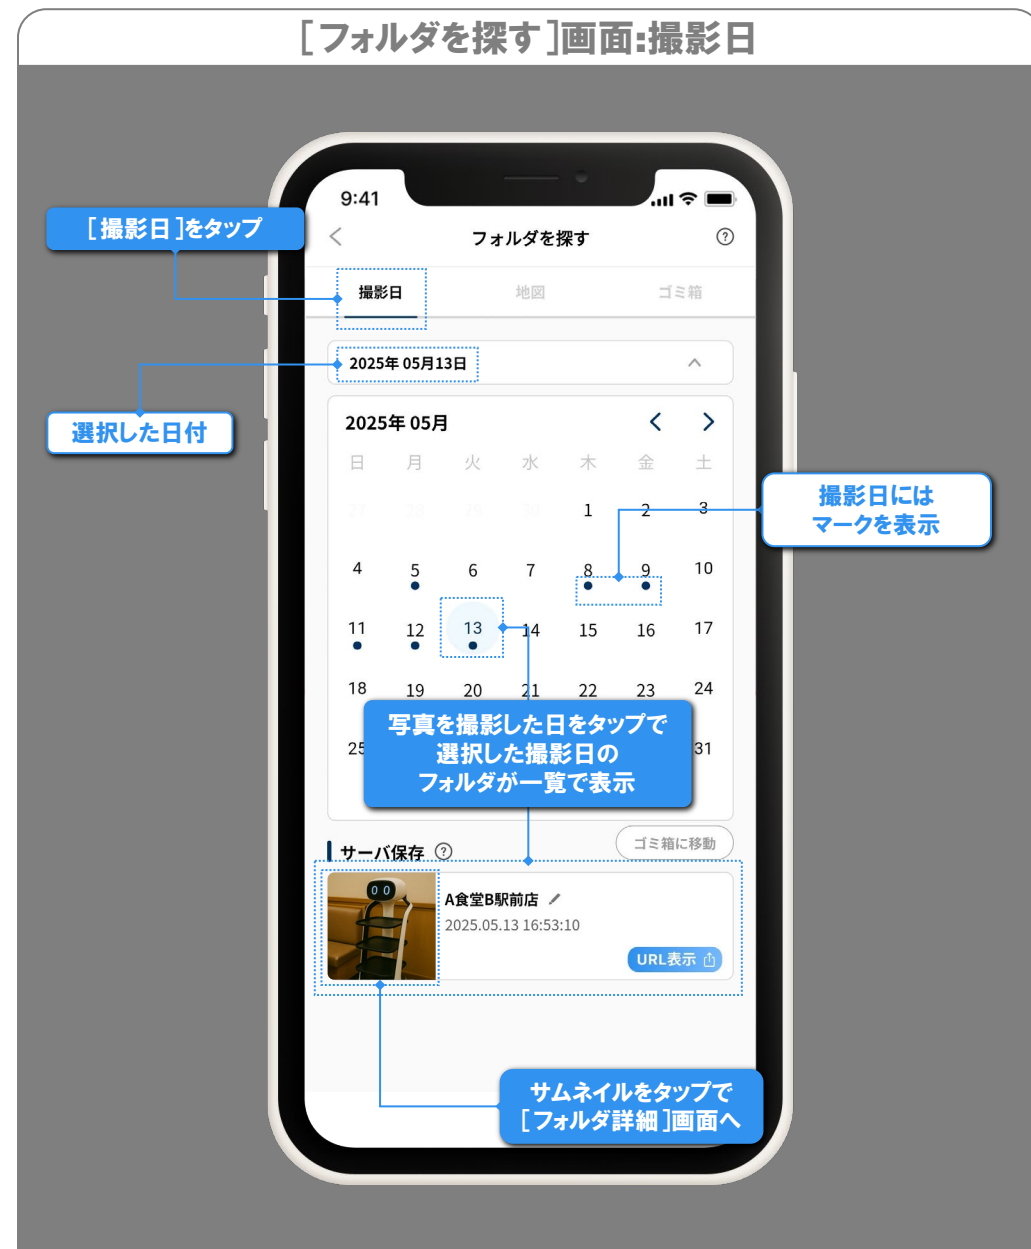 ［フォルダを探す］画面:撮影日
9:41
［撮影日］をタップ
フォルダを探す
?
撮影日 地図 ゴミ箱
2025年 05月13日
選択した日付
2025年 05月
日 月 火 水 木 金 土
撮影日には
マークを表示
27 28 29 30 1 2 3
4 5 6 7 8 9 10
11 12 13 14 15 16 17
18 19 20 21 22 23 24
写真を撮影した日をタップで
選択した撮影日の
フォルダが一覧で表示
25 31
サーバ保存 ?
ゴミ箱に移動
A食堂B駅前店
2025.05.13 16:53:10
URL表示
サムネイルをタップで
［フォルダ詳細］画面へ